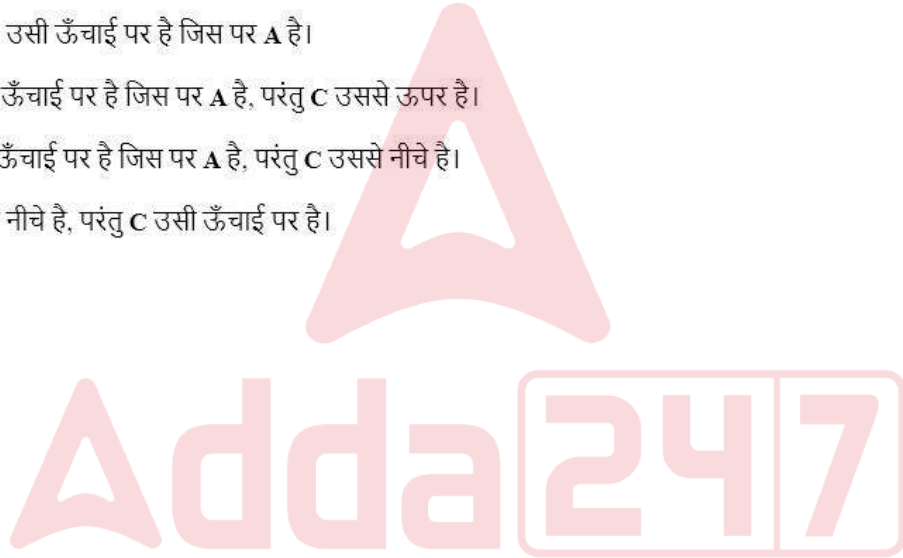 उसी ऊँचाई पर है जिस पर A है।
ऊँचाई पर है जिस पर A है, परंतु C उससे ऊपर है।
ऊँचाई पर है जिस पर A है, परंतु C उससे नीचे है।
नीचे है, परंतु C उसी ऊँचाई पर है।
Adda247